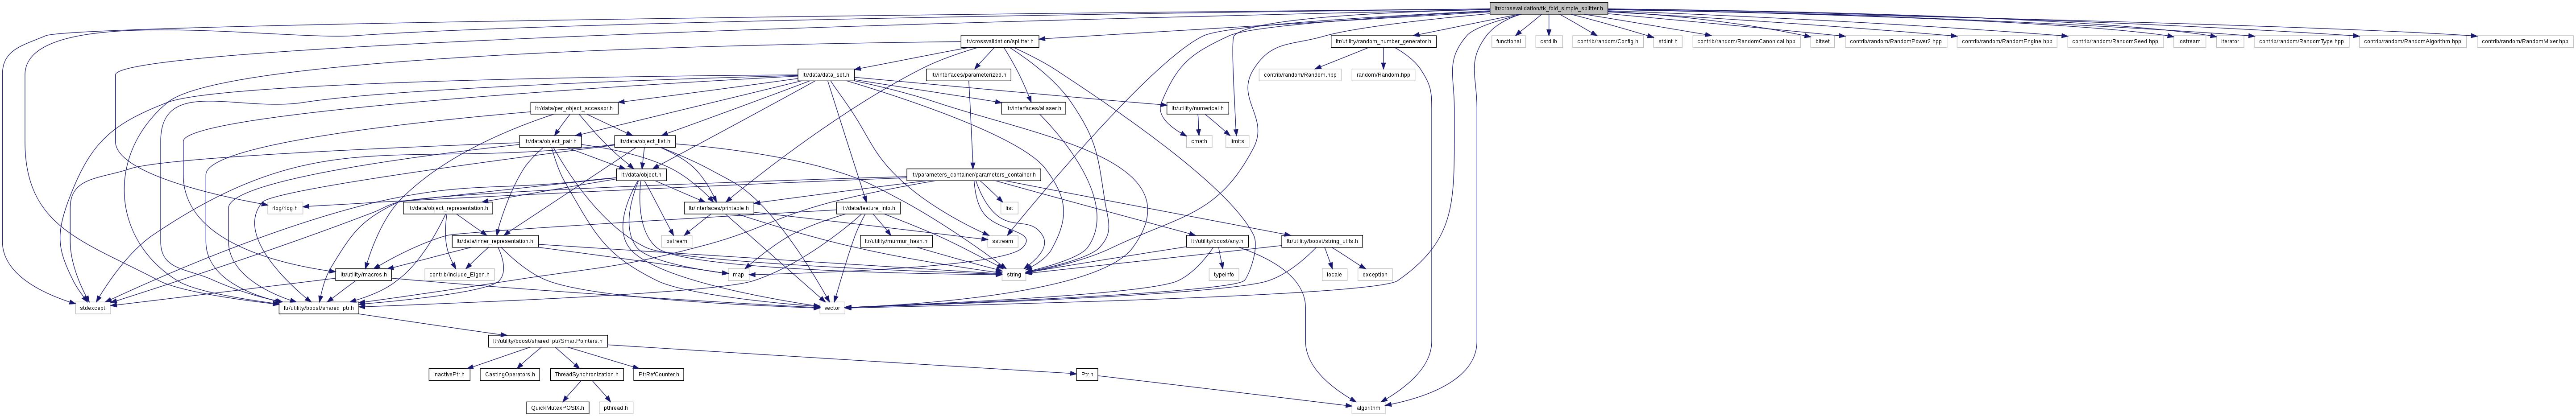 ltr/crossvalidation/tk_fold_simple_splitter.h
ltr/crossvalidation/splitter.h
ltr/utility/random_number_generator.h
functional
cstdlib
contrib/random/Config.h
stdint.h
contrib/random/RandomCanonical.hpp
bitset
contrib/random/RandomPower2.hpp
contrib/random/RandomEngine.hpp
contrib/random/RandomSeed.hpp
iostream
iterator
contrib/random/RandomType.hpp
contrib/random/RandomAlgorithm.hpp
contrib/random/RandomMixer.hpp
ltr/data/data_set.h
ltr/interfaces/parameterized.h
contrib/random/Random.hpp
random/Random.hpp
ltr/data/per_object_accessor.h
ltr/interfaces/aliaser.h
ltr/utility/numerical.h
ltr/data/object_pair.h
ltr/data/object_list.h
cmath
limits
ltr/data/object.h
ltr/parameters_container/parameters_container.h
rlog/rlog.h
ltr/data/object_representation.h
ltr/interfaces/printable.h
ltr/data/feature_info.h
list
ltr/data/inner_representation.h
ostream
ltr/utility/murmur_hash.h
sstream
ltr/utility/boost/any.h
ltr/utility/boost/string_utils.h
ltr/utility/macros.h
contrib/include_Eigen.h
map
string
typeinfo
locale
exception
stdexcept
ltr/utility/boost/shared_ptr.h
vector
ltr/utility/boost/shared_ptr/SmartPointers.h
InactivePtr.h
CastingOperators.h
ThreadSynchronization.h
PtrRefCounter.h
Ptr.h
QuickMutexPOSIX.h
pthread.h
algorithm